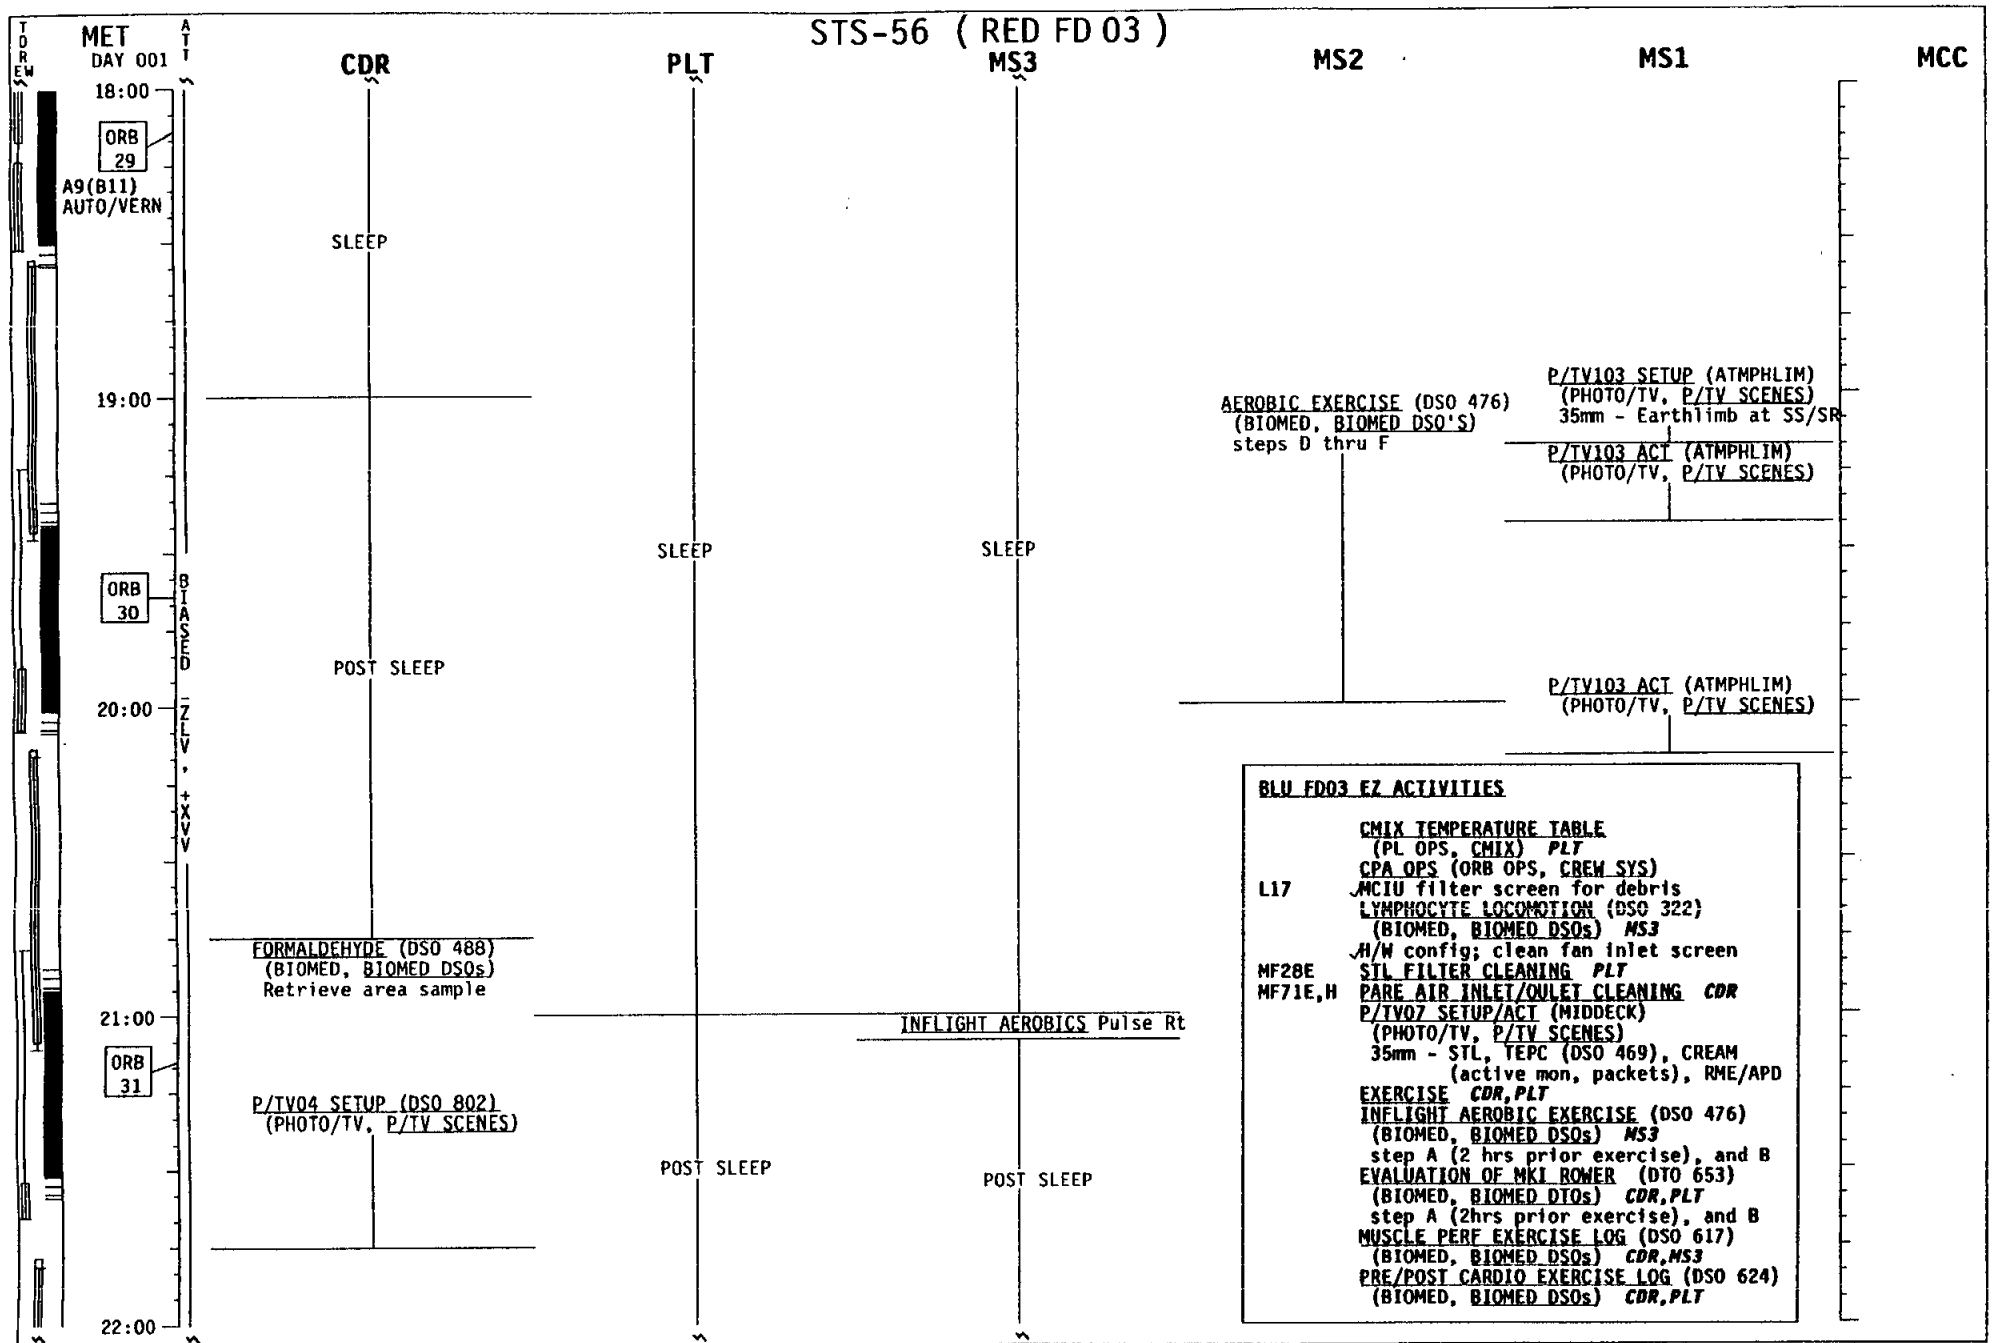 STS-56 ( RED FD 03 )
TDRE W
MET
DAY 001
ATT
CDR
PLT
MS3
MS2
MS1
MCC
18:00
ORB
29
A9(B11)
AUTO/VERN
SLEEP
19:00
AEROBIC EXERCISE (DSO 476)
(BIOMED, BIOMED DSO'S)
steps D thru F
P/TV103 SETUP (ATMPHLIM)
(PHOTO/TV, P/TV SCENES)
35mm - Earthlimb at SS/SR
P/TV103 ACT (ATMPHLIM)
(PHOTO/TV, P/TV SCENES)
SLEEP
SLEEP
ORB
30
BIASED -ZLV, +XVV
POST SLEEP
20:00
P/TV103 ACT (ATMPHLIM)
(PHOTO/TV, P/TV SCENES)
FORMALDEHYDE (DSO 488)
(BIOMED, BIOMED DSOs)
Retrieve area sample
21:00
INFLIGHT AEROBICS Pulse Rt
ORB
31
P/TV04 SETUP (DSO 802)
(PHOTO/TV, P/TV SCENES)
POST SLEEP
POST SLEEP
22:00
BLU FD03 EZ ACTIVITIES
CMIX TEMPERATURE TABLE
(PL OPS, CMIX) PLT
CPA OPS (ORB OPS, CREW SYS)
L17 ✓MCIU filter screen for debris
LYMPHOCYTE LOCOMOTION (DSO 322)
(BIOMED, BIOMED DSOs) MS3
✓H/W config; clean fan inlet screen
MF28E STL FILTER CLEANING PLT
MF71E,H PARE AIR INLET/OULET CLEANING CDR
P/TV07 SETUP/ACT (MIDDECK)
(PHOTO/TV, P/TV SCENES)
35mm - STL, TEPC (DSO 469), CREAM
(active mon, packets), RME/APD
EXERCISE CDR,PLT
INFLIGHT AEROBIC EXERCISE (DSO 476)
(BIOMED, BIOMED DSOs) MS3
step A (2 hrs prior exercise), and B
EVALUATION OF MKI ROWER (DTO 653)
(BIOMED, BIOMED DTOs) CDR,PLT
step A (2hrs prior exercise), and B
MUSCLE PERF EXERCISE LOG (DSO 617)
(BIOMED, BIOMED DSOs) CDR,MS3
PRE/POST CARDIO EXERCISE LOG (DSO 624)
(BIOMED, BIOMED DSOs) CDR,PLT